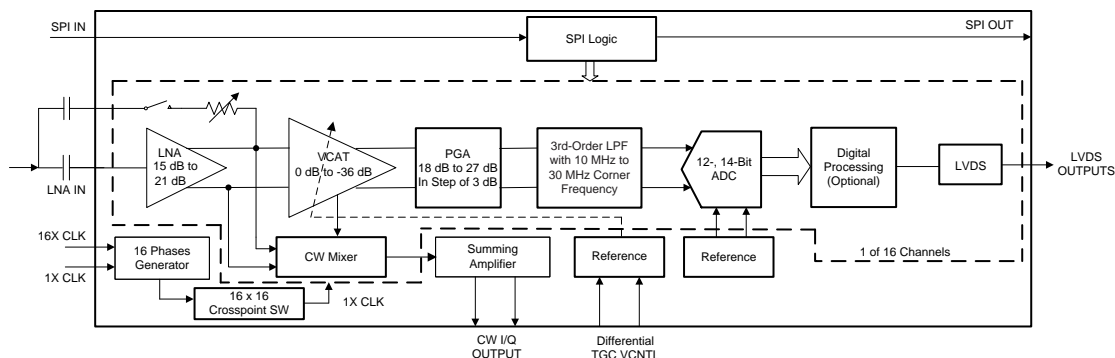 SPI IN
SPI Logic
SPI OUT
LNA
15 dB to
21 dB
VCAT
0 dB to -36 dB
PGA
18 dB to 27 dB
In Step of 3 dB
3rd-Order LPF
with 10 MHz to
30 MHz Corner
Frequency
12-, 14-Bit
ADC
Digital
Processing
(Optional)
LVDS
LVDS
OUTPUTS
LNA IN
16X CLK
1X CLK
16 Phases
Generator
CW Mixer
Summing
Amplifier
Reference
Reference
1 of 16 Channels
16 x 16
Crosspoint SW
1X CLK
CW I/Q
OUTPUT
Differential
TGC VCNTL